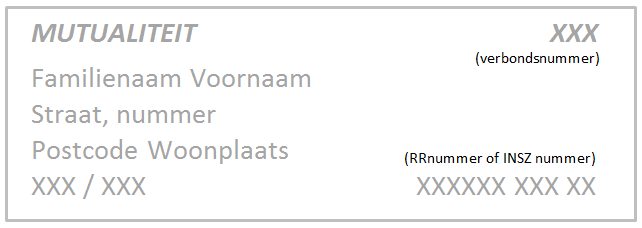 MUTUALITEIT XXX
(verbondsnummer)
Familienaam Voornaam
Straat, nummer
Postcode Woonplaats (RRnummer of INSZ nummer)
XXX / XXX XXXXXX XXX XX